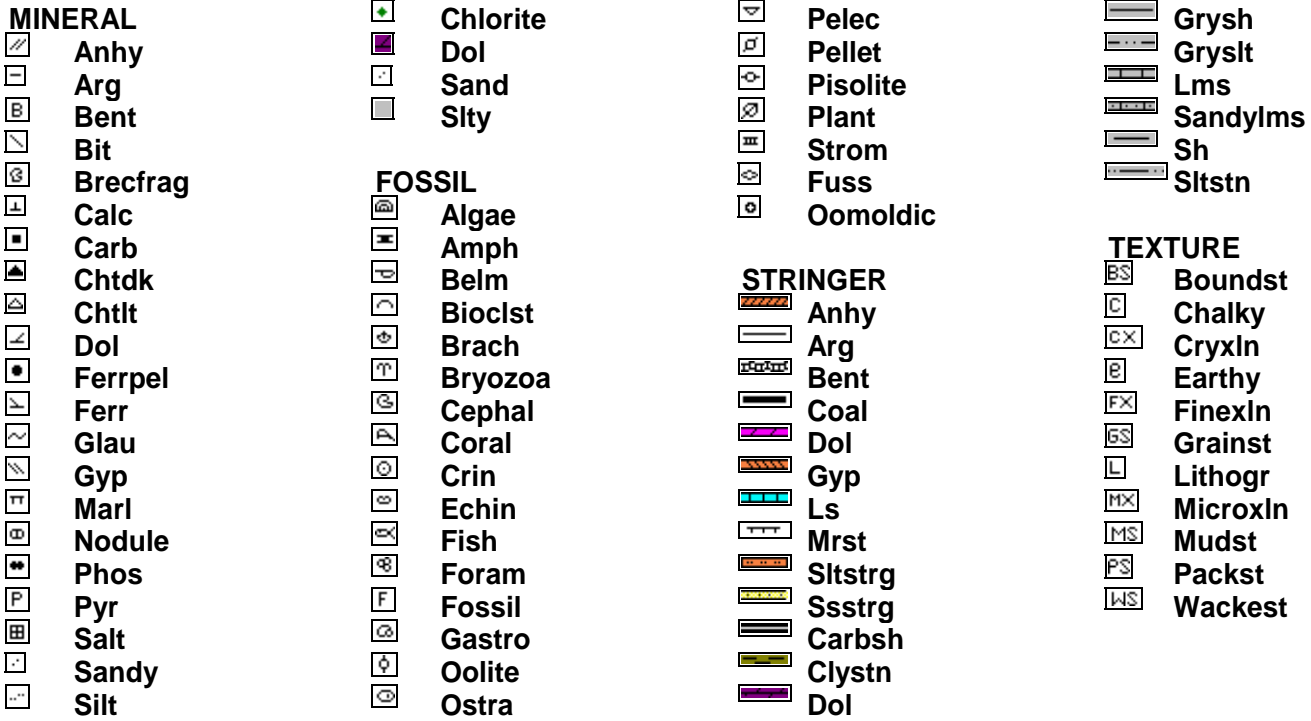 MINERAL
Anhy
Arg
B Bent
Bit
Brecfrag
Calc
Carb
Chtdk
Chtlt
Dol
Ferrpel
Ferr
Glau
Gyp
Marl
Nodule
Phos
P Pyr
Salt
Sandy
Silt
Chlorite
Dol
Sand
Slty
FOSSIL
Algae
Amph
Belm
Bioclst
Brach
Bryozoa
Cephal
Coral
Crin
Echin
Fish
Foram
F Fossil
Gastro
Oolite
Ostra
Pelec
Pellet
Pisolite
Plant
Strom
Fuss
Oomoldic
STRINGER
Anhy
Arg
Bent
Coal
Dol
Gyp
Ls
Mrst
Sltstrg
Ssstrg
Carbsh
Clystn
Dol
Grysh
Gryslt
Lms
Sandylms
Sh
Sltstn
TEXTURE
BS Boundst
C Chalky
CX Cryxln
e Earthy
FX Finexln
GS Grainst
L Lithogr
MX Microxln
MS Mudst
PS Packst
WS Wackest